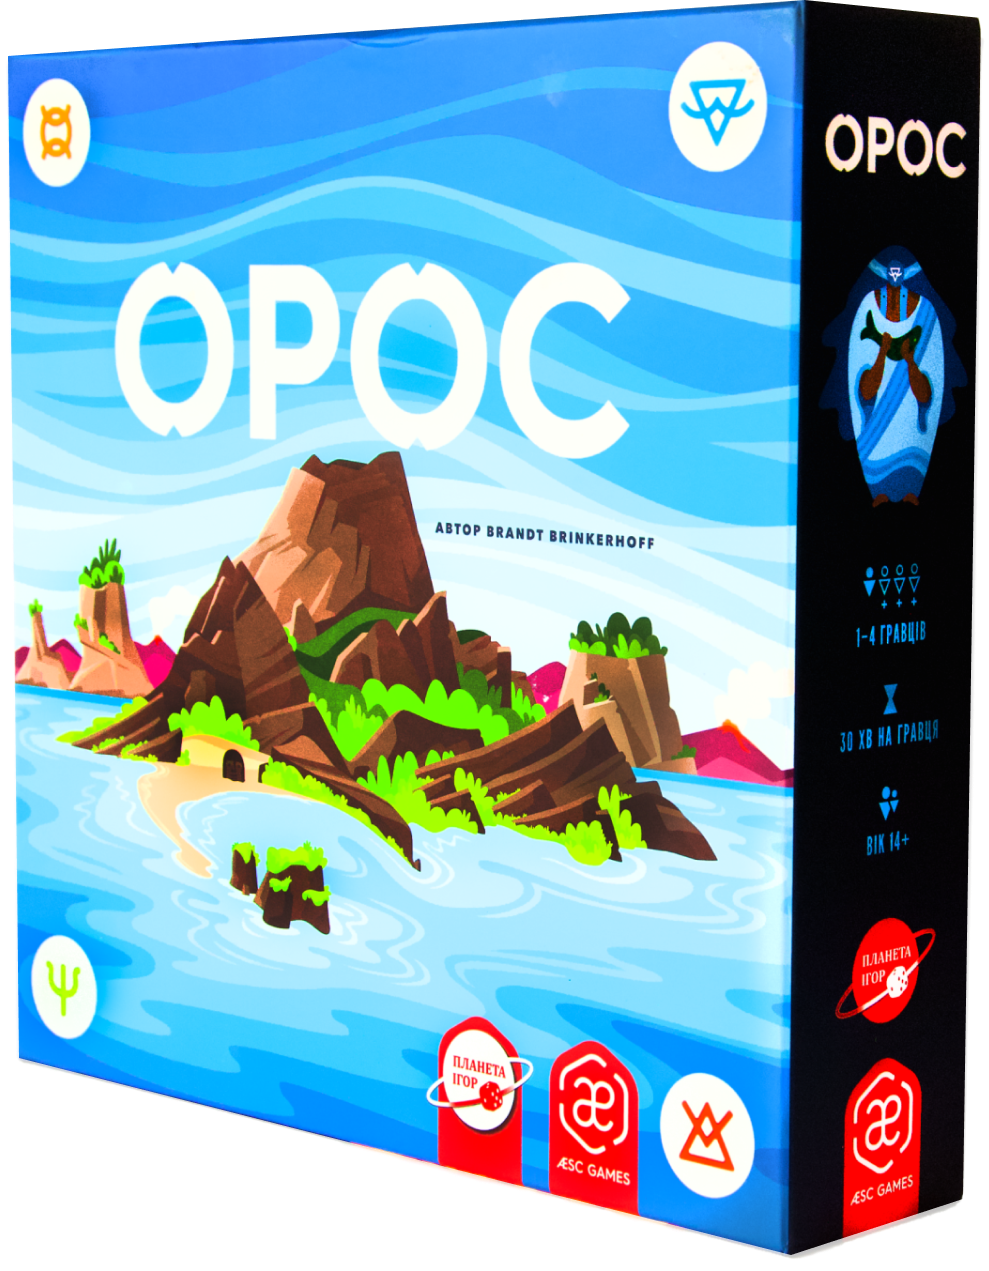 ОРОС
АВТОР BRANDT BRINKERHOFF
ПЛАНЕТА
ІГОР
æ
ÆSC GAMES
ОРОС
1–4 ГРАВЦІВ
30 ХВ НА ГРАВЦЯ
ВІК 14+
ПЛАНЕТА
ІГОР
æ
ÆSC GAMES